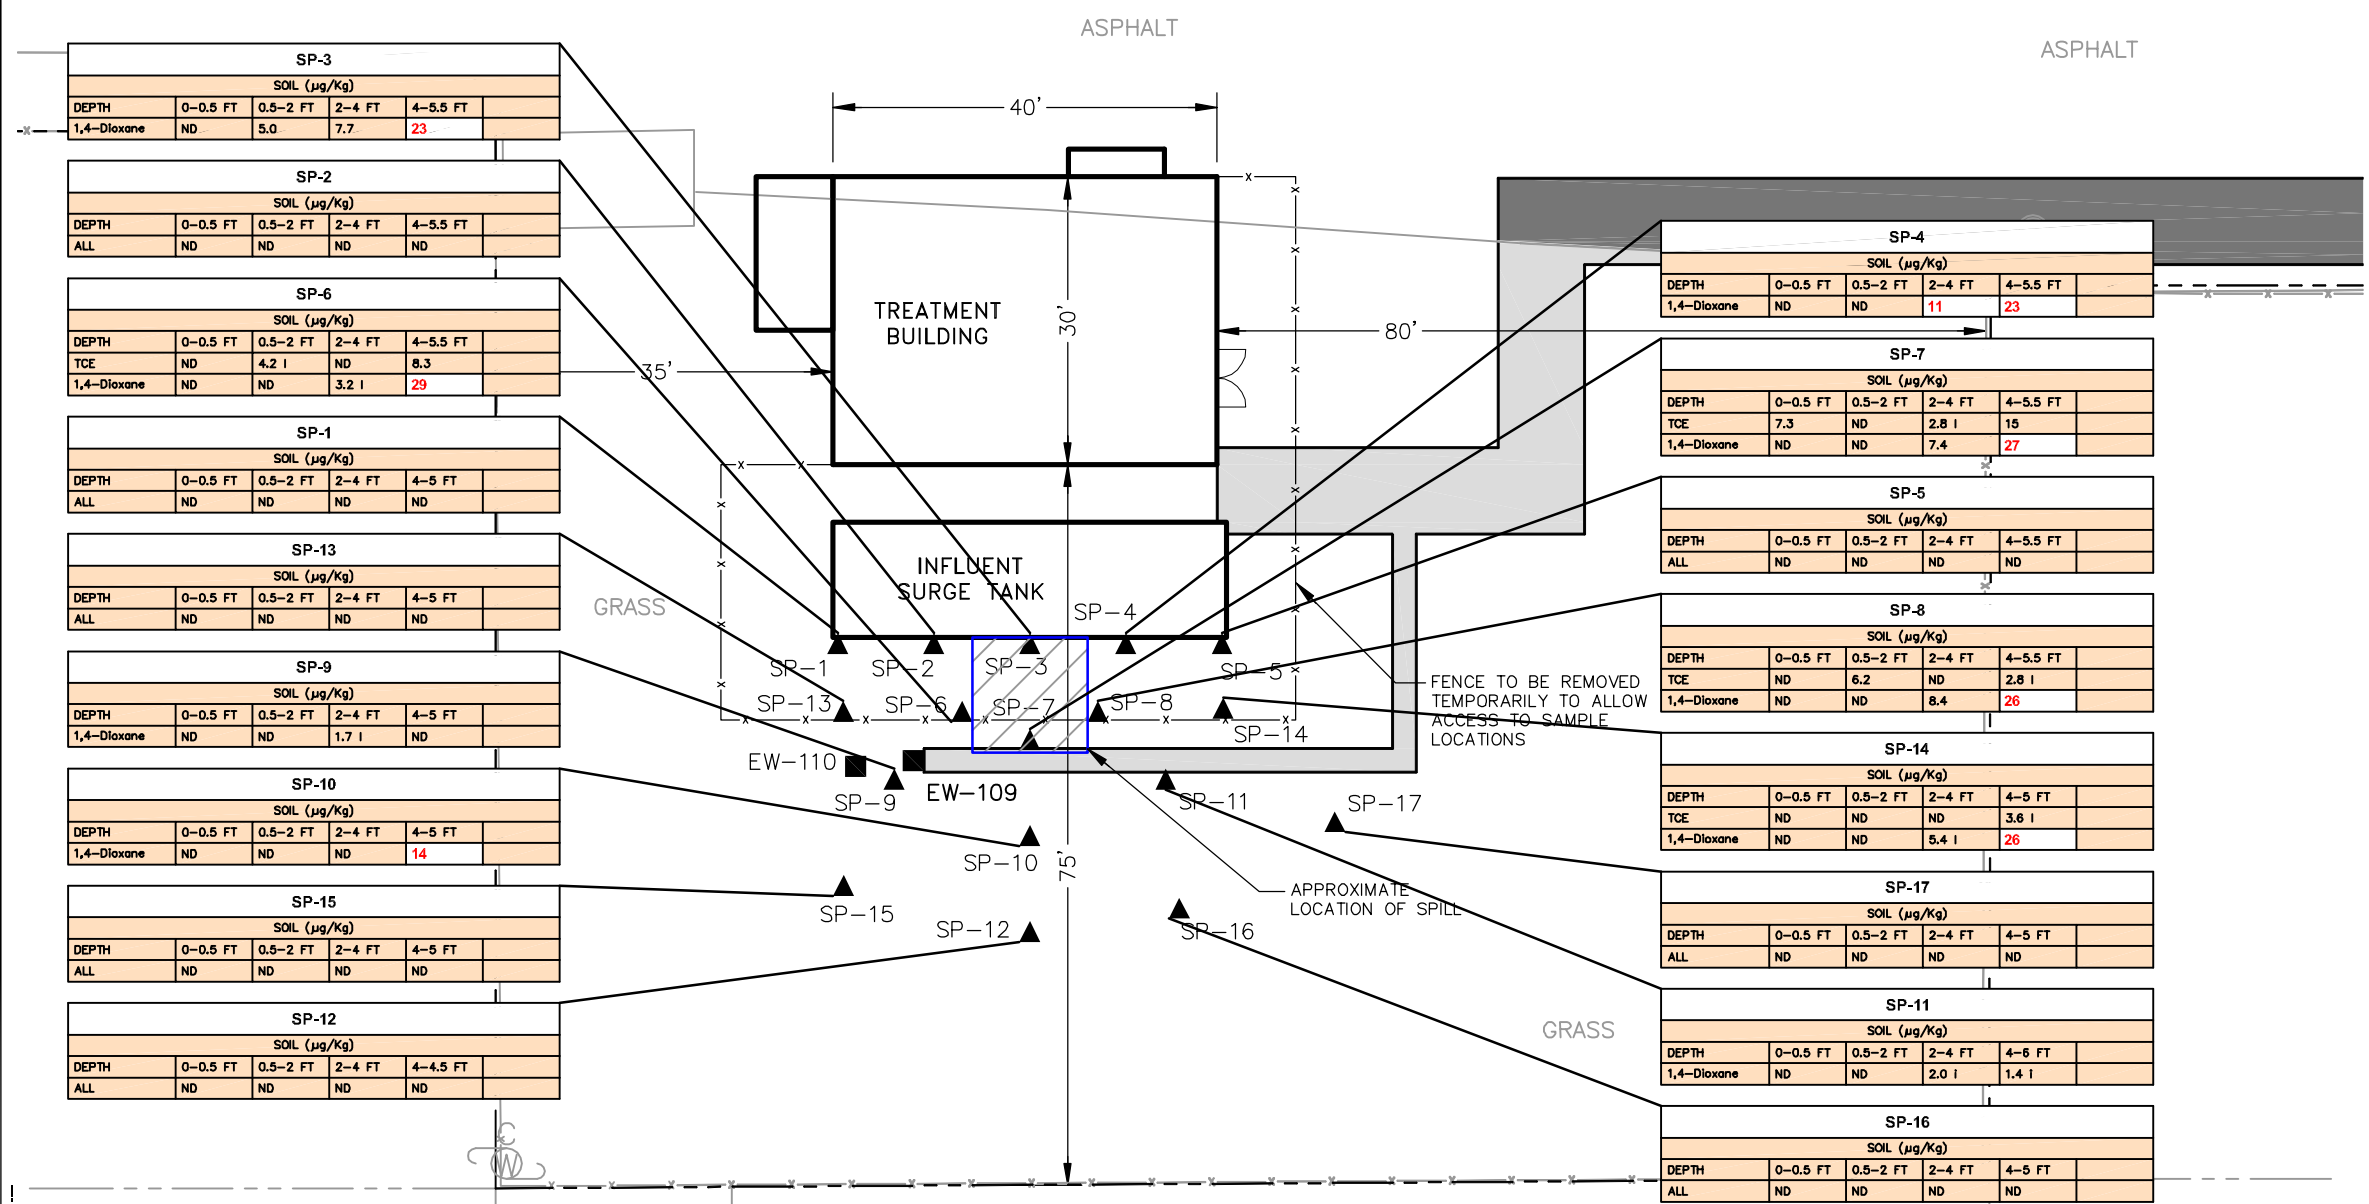 ASPHALT
ASPHALT
SP-3
SOIL (µg/Kg)
DEPTH 0-0.5 FT 0.5-2 FT 2-4 FT 4-5.5 FT
1,4-Dioxane ND 5.0 7.7 23
SP-2
SOIL (µg/Kg)
DEPTH 0-0.5 FT 0.5-2 FT 2-4 FT 4-5.5 FT
ALL ND ND ND ND
SP-6
SOIL (µg/Kg)
DEPTH 0-0.5 FT 0.5-2 FT 2-4 FT 4-5.5 FT
TCE ND 4.2 I ND 8.3
1,4-Dioxane ND ND 3.2 I 29
SP-1
SOIL (µg/Kg)
DEPTH 0-0.5 FT 0.5-2 FT 2-4 FT 4-5 FT
ALL ND ND ND ND
SP-13
SOIL (µg/Kg)
DEPTH 0-0.5 FT 0.5-2 FT 2-4 FT 4-5 FT
ALL ND ND ND ND
SP-9
SOIL (µg/Kg)
DEPTH 0-0.5 FT 0.5-2 FT 2-4 FT 4-5 FT
1,4-Dioxane ND ND 1.7 I ND
SP-10
SOIL (µg/Kg)
DEPTH 0-0.5 FT 0.5-2 FT 2-4 FT 4-5 FT
1,4-Dioxane ND ND ND 14
SP-15
SOIL (µg/Kg)
DEPTH 0-0.5 FT 0.5-2 FT 2-4 FT 4-5 FT
ALL ND ND ND ND
SP-12
SOIL (µg/Kg)
DEPTH 0-0.5 FT 0.5-2 FT 2-4 FT 4-4.5 FT
ALL ND ND ND ND
40'
TREATMENT
BUILDING
30'
80'
35'
INFLUENT
SURGE TANK
GRASS
SP-4
SP-1
SP-2
SP-3
SP-5
SP-13
SP-6
SP-7
SP-8
SP-14
FENCE TO BE REMOVED
TEMPORARILY TO ALLOW
ACCESS TO SAMPLE
LOCATIONS
EW-110
SP-9
EW-109
SP-11
SP-17
SP-10
75'
SP-15
SP-12
SP-16
APPROXIMATE
LOCATION OF SPILL
GRASS
C
W
SP-4
SOIL (µg/Kg)
DEPTH 0-0.5 FT 0.5-2 FT 2-4 FT 4-5.5 FT
1,4-Dioxane ND ND 11 23
SP-7
SOIL (µg/Kg)
DEPTH 0-0.5 FT 0.5-2 FT 2-4 FT 4-5.5 FT
TCE 7.3 ND 2.8 I 15
1,4-Dioxane ND ND 7.4 27
SP-5
SOIL (µg/Kg)
DEPTH 0-0.5 FT 0.5-2 FT 2-4 FT 4-5.5 FT
ALL ND ND ND ND
SP-8
SOIL (µg/Kg)
DEPTH 0-0.5 FT 0.5-2 FT 2-4 FT 4-5.5 FT
TCE ND 6.2 ND 2.8 I
1,4-Dioxane ND ND 8.4 26
SP-14
SOIL (µg/Kg)
DEPTH 0-0.5 FT 0.5-2 FT 2-4 FT 4-5 FT
TCE ND ND ND 3.6 I
1,4-Dioxane ND ND 5.4 I 26
SP-17
SOIL (µg/Kg)
DEPTH 0-0.5 FT 0.5-2 FT 2-4 FT 4-5 FT
ALL ND ND ND ND
SP-11
SOIL (µg/Kg)
DEPTH 0-0.5 FT 0.5-2 FT 2-4 FT 4-6 FT
1,4-Dioxane ND ND 2.0 i 1.4 i
SP-16
SOIL (µg/Kg)
DEPTH 0-0.5 FT 0.5-2 FT 2-4 FT 4-5 FT
ALL ND ND ND ND